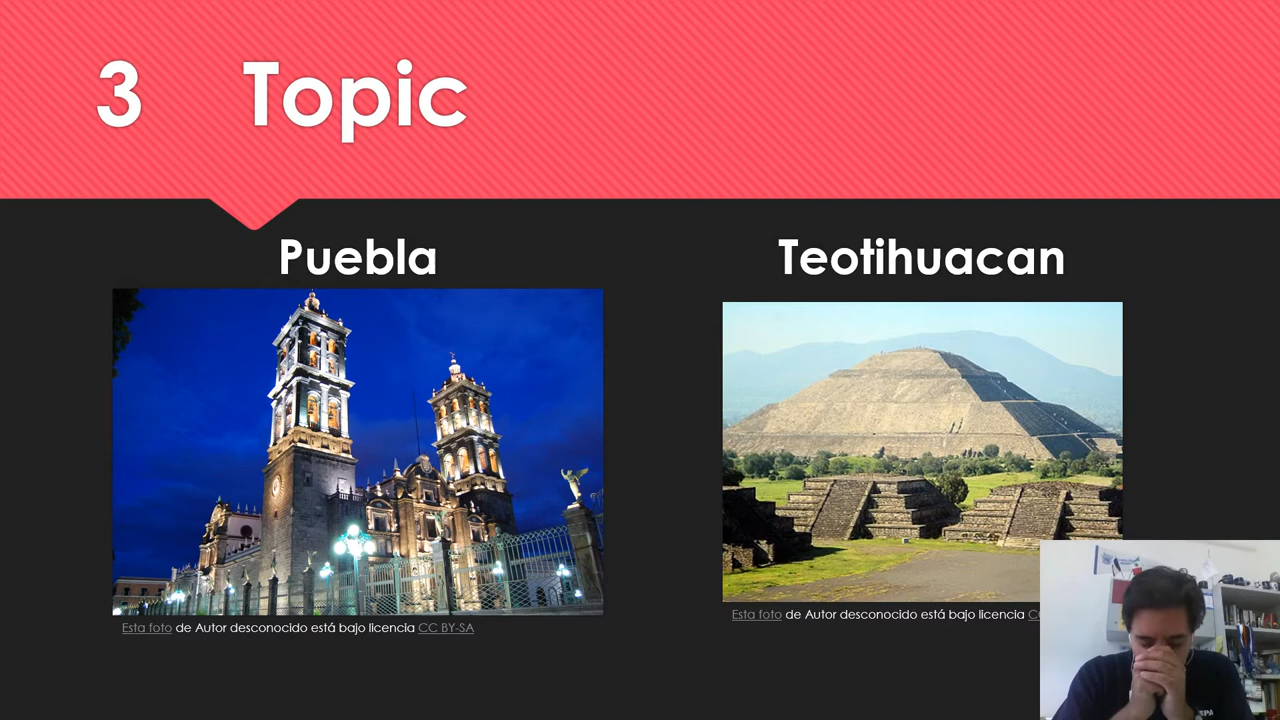 3 Topic
Puebla
Teotihuacan
Esta foto de Autor desconocido está bajo licencia CC BY-SA
Esta foto de Autor desconocido está bajo licencia